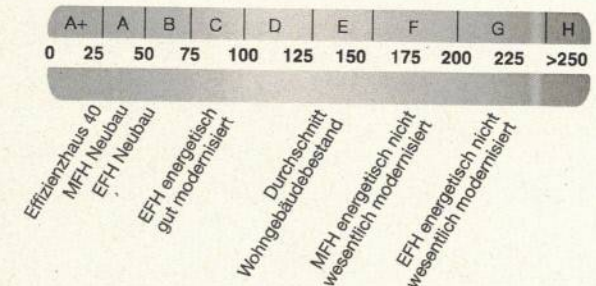 A+ A B C D E F G H
0 25 50 75 100 125 150 175 200 225 >250
Effizienzhaus 40
MFH Neubau
EFH Neubau
EFH energetisch
gut modernisiert
Durchschnitt
Wohngebäudebestand
MFH energetisch nicht
wesentlich modernisiert
EFH energetisch nicht
wesentlich modernisiert